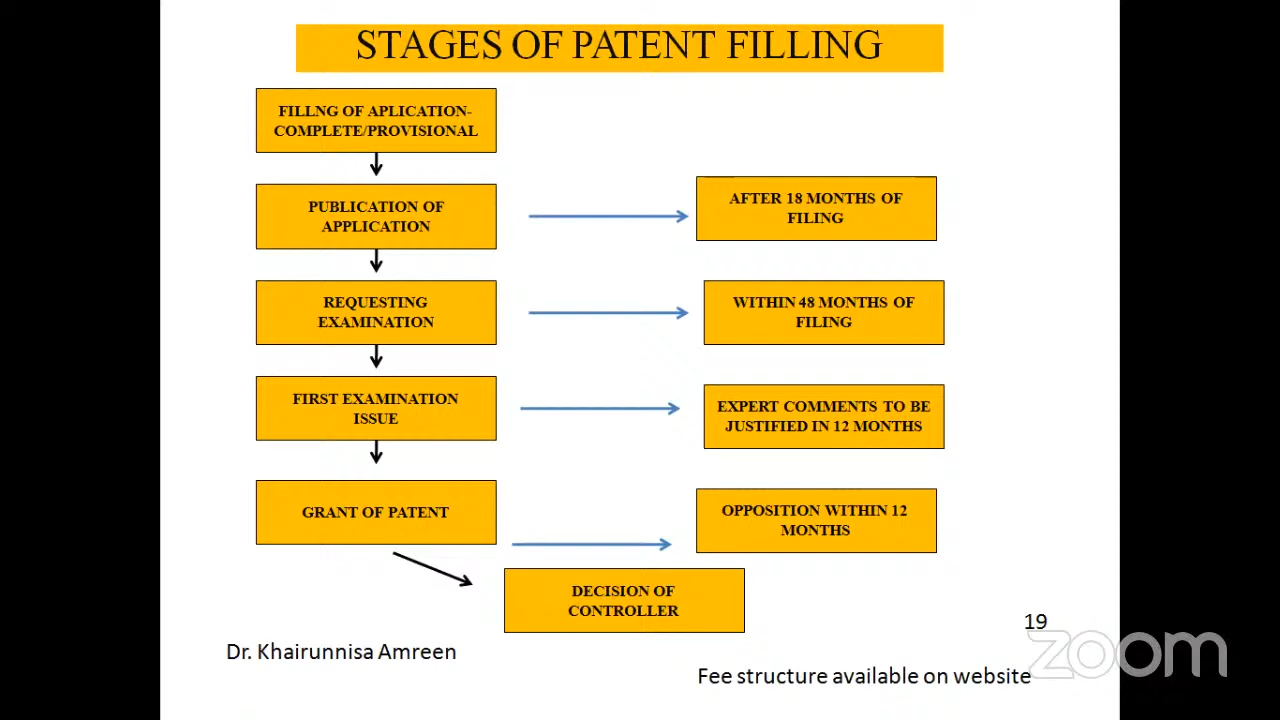 STAGES OF PATENT FILLING
FILLNG OF APLICATION-
COMPLETE/PROVISIONAL
PUBLICATION OF
APPLICATION
AFTER 18 MONTHS OF
FILING
REQUESTING
EXAMINATION
WITHIN 48 MONTHS OF
FILING
FIRST EXAMINATION
ISSUE
EXPERT COMMENTS TO BE
JUSTIFIED IN 12 MONTHS
GRANT OF PATENT
OPPOSITION WITHIN 12
MONTHS
DECISION OF
CONTROLLER
19
Dr. Khairunnisa Amreen
zoom
Fee structure available on website